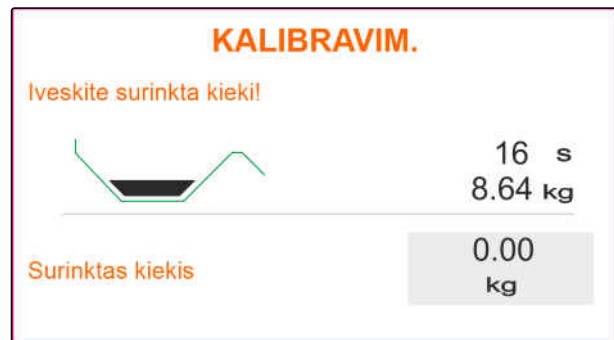 KALIBRAVIM.
Iveskite surinkta kieki!
16 s
8.64 kg
Surinktas kiekis
0.00
kg